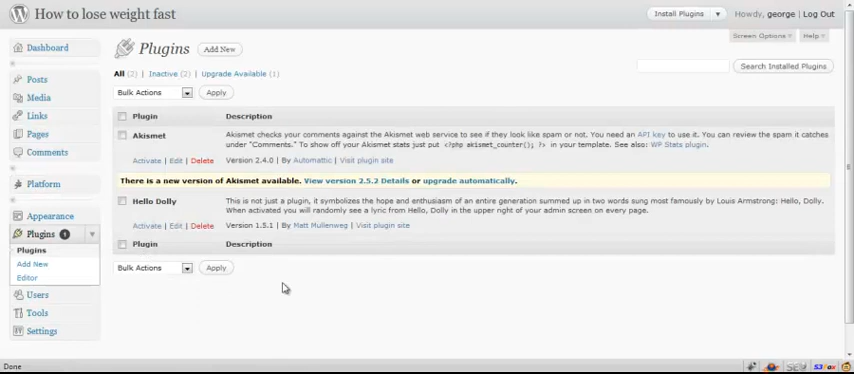 How to lose weight fast
Install Plugins
Howdy, george | Log Out
Screen Options
Help
Dashboard
Posts
Media
Links
Pages
Comments
Platform
Appearance
Plugins 1
Plugins
Add New
Editor
Users
Tools
Settings
Plugins
Add New
All (2) | Inactive (2) | Upgrade Available (1)
Search Installed Plugins
Bulk Actions
Apply
Plugin
Description
Akismet
Akismet checks your comments against the Akismet web service to see if they look like spam or not. You need an API key to use it. You can review the spam it catches
under "Comments." To show off your Akismet stats just put <?php akismet_counter(); ?> in your template. See also: WP Stats plugin.
Activate | Edit | Delete
Version 2.4.0 | By Automattic | Visit plugin site
There is a new version of Akismet available. View version 2.5.2 Details or upgrade automatically.
Hello Dolly
This is not just a plugin, it symbolizes the hope and enthusiasm of an entire generation summed up in two words sung most famously by Louis Armstrong: Hello, Dolly.
When activated you will randomly see a lyric from Hello, Dolly in the upper right of your admin screen on every page.
Activate | Edit | Delete
Version 1.5.1 | By Matt Mullenweg | Visit plugin site
Plugin
Description
Bulk Actions
Apply
Done